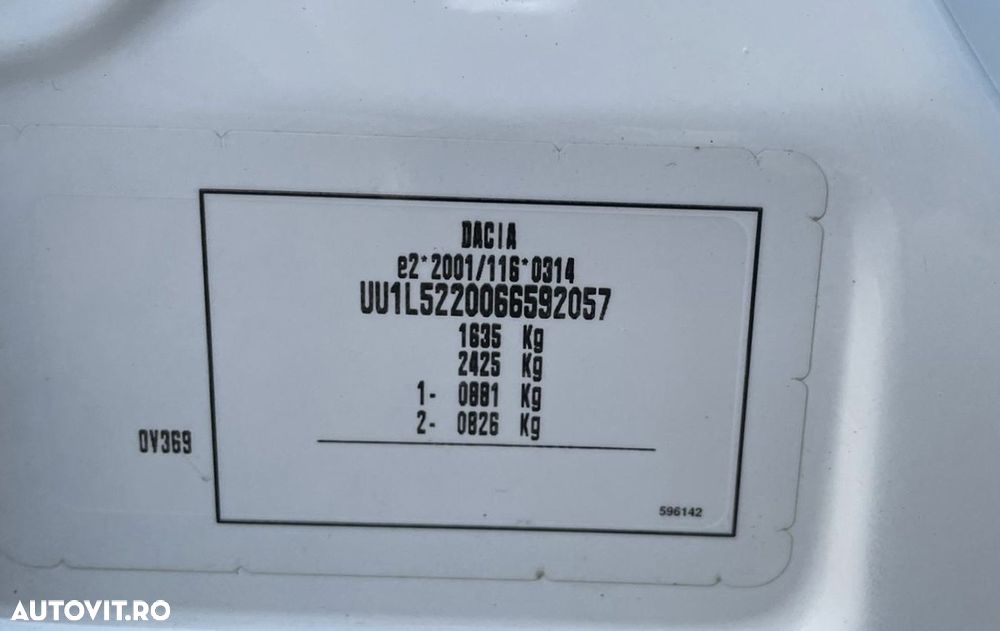 DACIA
e2*2001/116*0314
UU1L5220066592057
1635 Kg
2425 Kg
1- 0881 Kg
2- 0826 Kg
0V369
596142
AUTOVIT.RO